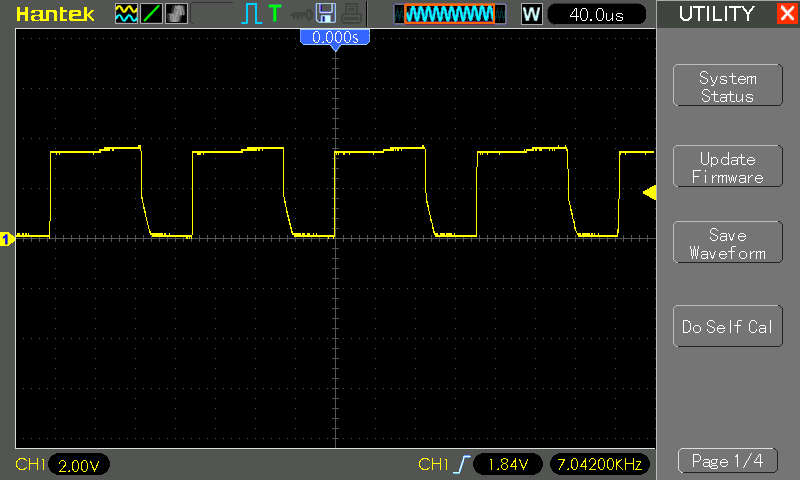 Hantek
T
W
40.0us
UTILITY
0.000s
System
Status
Update
Firmware
1
Save
Waveform
Do Self Cal
CH1
2.00V
CH1
1.84V
7.04200KHz
Page 1/4